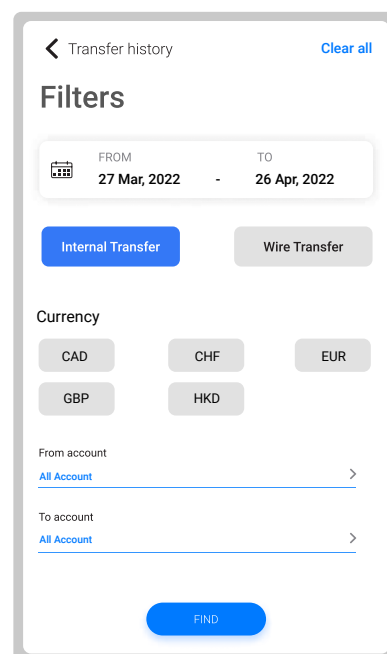 Transfer history Clear all
Filters
FROM TO
27 Mar, 2022 - 26 Apr, 2022
Internal Transfer Wire Transfer
Currency
CAD CHF EUR
GBP HKD
From account
All Account
To account
All Account
FIND